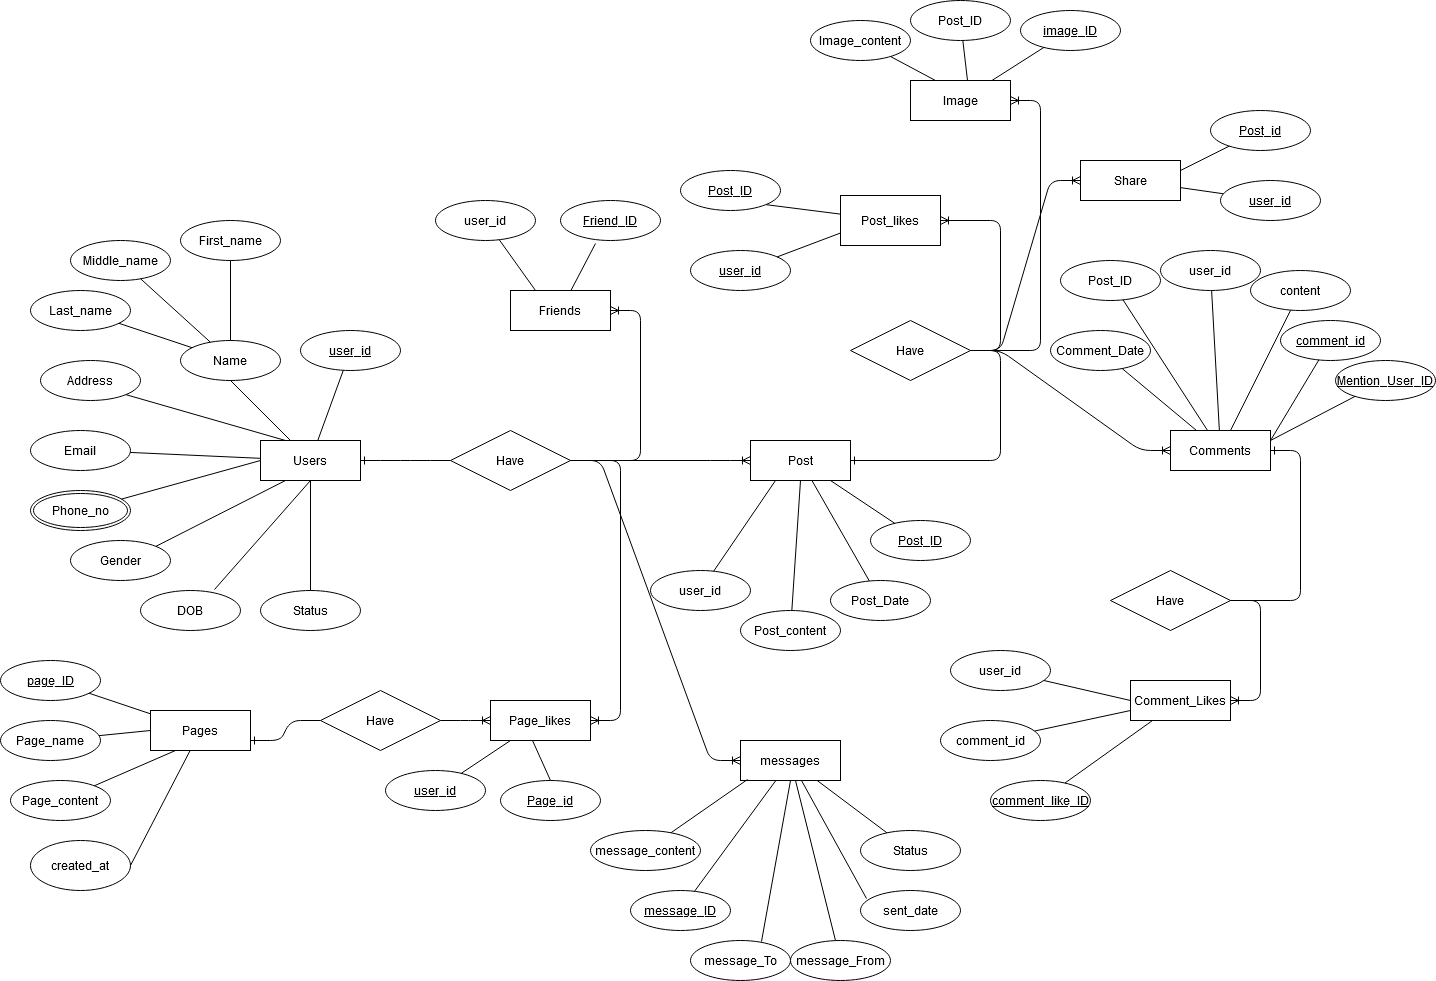 Post_ID
image_ID
Image_content
Image
Post_id
Share
user_id
Post_ID
Post_likes
user_id
user_id
Friend_ID
Friends
First_name
Middle_name
Last_name
Name
user_id
Address
Email
Users
Phone_no
Gender
DOB
Status
Have
Have
Post_ID
user_id
content
comment_id
Comment_Date
Mention_User_ID
Comments
Post
Post_ID
user_id
Post_Date
Post_content
Have
user_id
Comment_Likes
comment_id
comment_like_ID
page_ID
Pages
Page_name
Page_content
created_at
Have
Page_likes
user_id
Page_id
messages
message_content
Status
message_ID
sent_date
message_To
message_From